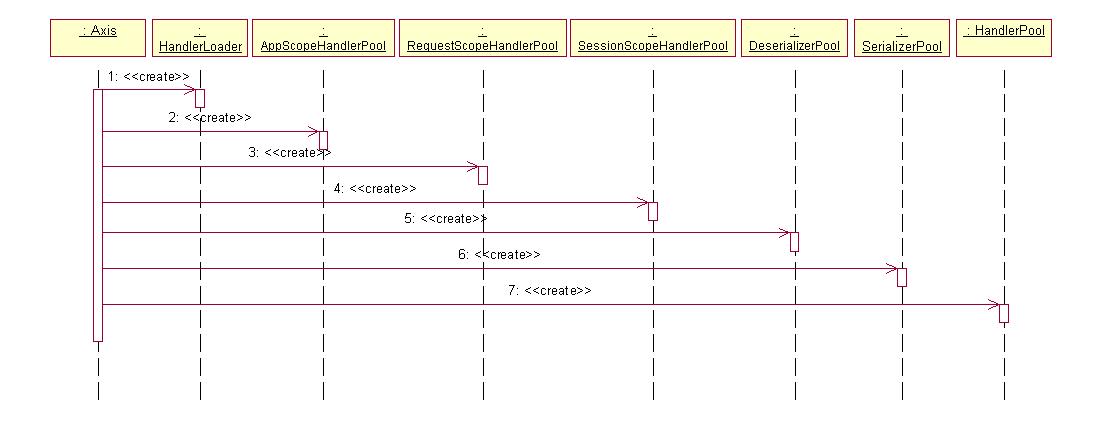 : Axis
:
HandlerLoader
:
AppScopeHandlerPool
:
RequestScopeHandlerPool
:
SessionScopeHandlerPool
:
DeserializerPool
:
SerializerPool
: HandlerPool
1: <<create>>
2: <<create>>
3: <<create>>
4: <<create>>
5: <<create>>
6: <<create>>
7: <<create>>